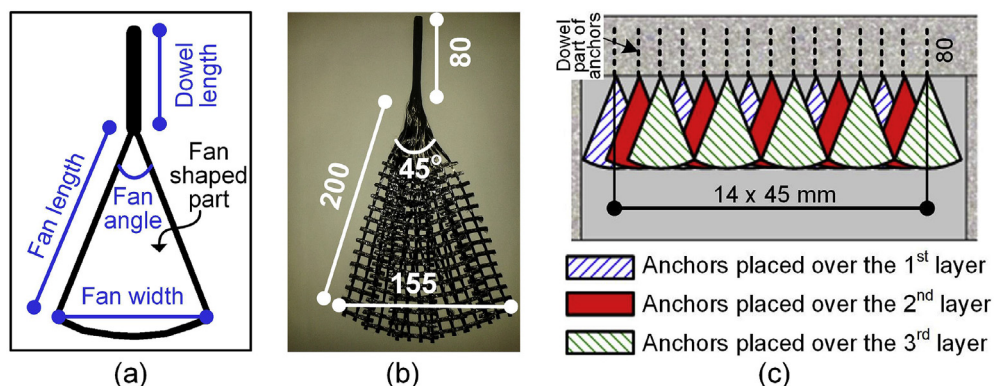 Dowel
length
Fan length
Fan
angle
Fan
shaped
part
Fan width
(a)
80
200
45°
155
(b)
Dowel
part of
anchors
80
14 x 45 mm
Anchors placed over the 1st layer
Anchors placed over the 2nd layer
Anchors placed over the 3rd layer
(c)